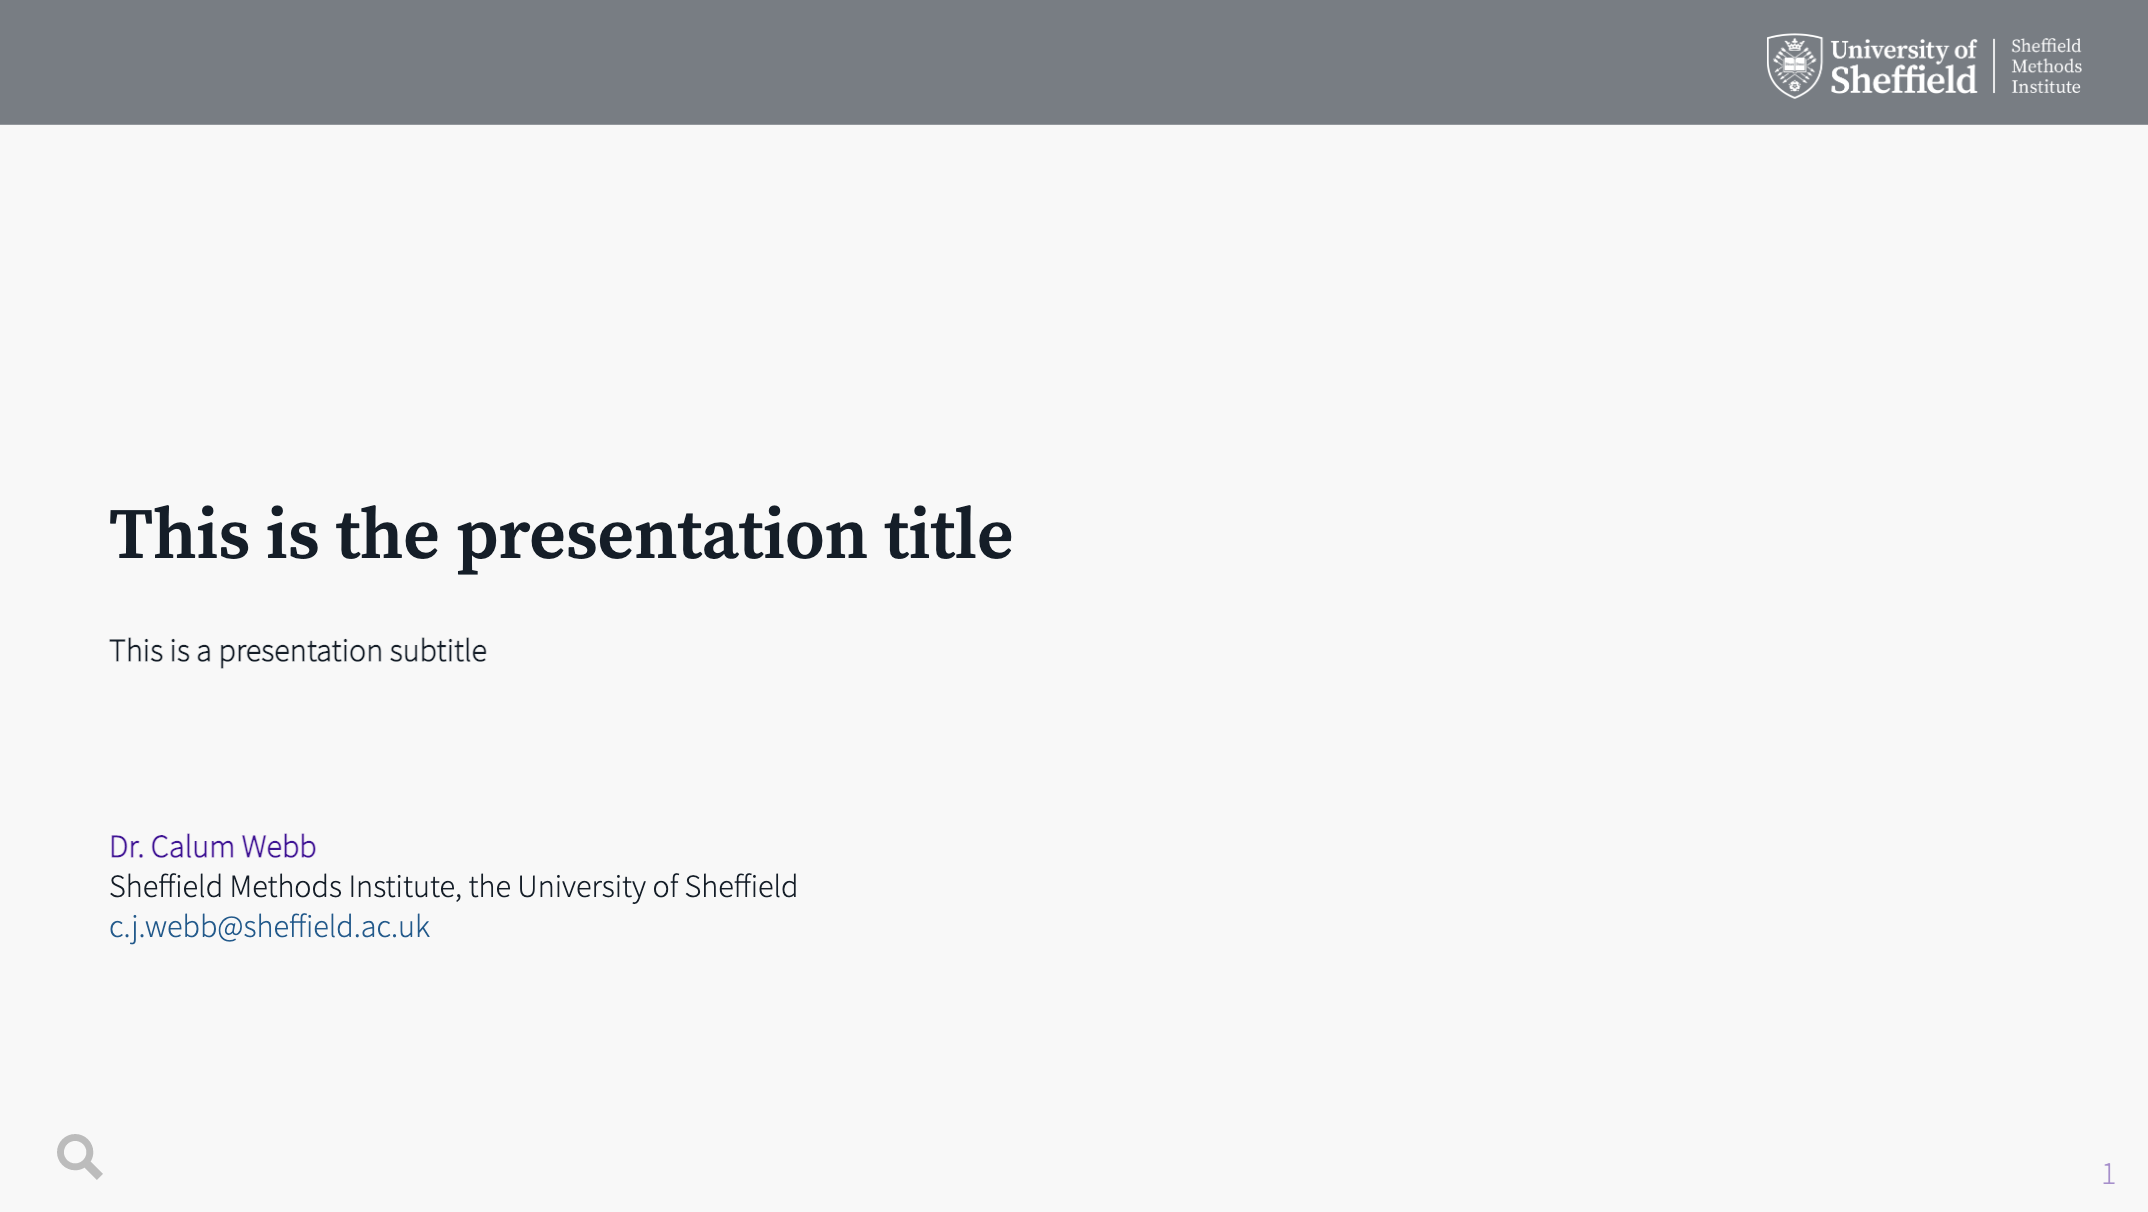 University of
Sheffield
Sheffield
Methods
Institute
This is the presentation title
This is a presentation subtitle
Dr. Calum Webb
Sheffield Methods Institute, the University of Sheffield
c.j.webb@sheffield.ac.uk
1